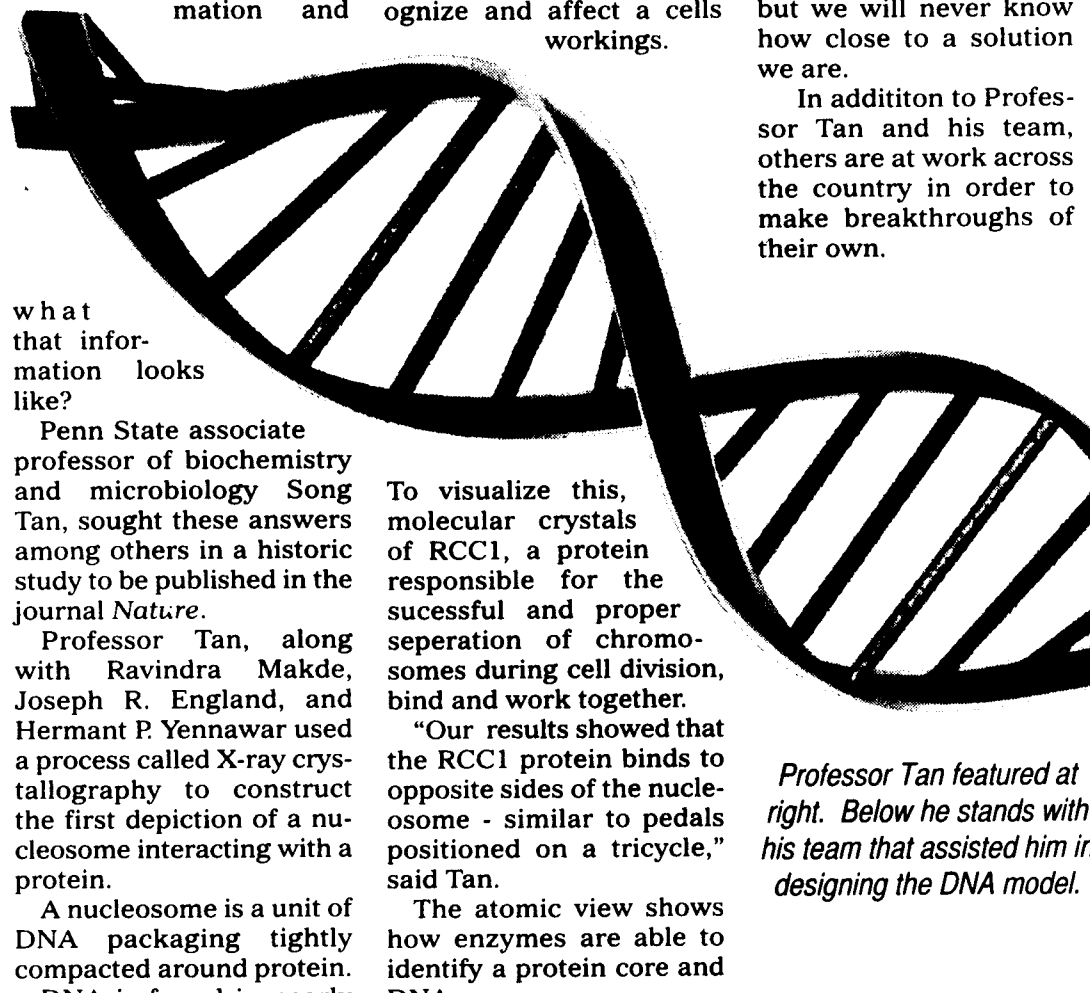 mation and
what
that infor-
mation looks
like?
Penn State associate
professor of biochemistry
and microbiology Song
Tan, sought these answers
among others in a historic
study to be published in the
journal Nature.
Professor Tan, along
with Ravindra Makde,
Joseph R. England, and
Hermant P. Yennawar used
a process called X-ray crys-
tallography to construct
the first depiction of a nu-
cleosome interacting with a
protein.
A nucleosome is a unit of
DNA packaging tightly
compacted around protein.
ognize and affect a cells
workings.
To visualize this,
molecular crystals
of RCC1, a protein
responsible for the
sucessful and proper
seperation of chromo-
somes during cell division,
bind and work together.
“Our results showed that
the RCC1 protein binds to
opposite sides of the nucle-
osome - similar to pedals
positioned on a tricycle,”
said Tan.
The atomic view shows
how enzymes are able to
identify a protein core and
but we will never know
how close to a solution
we are.
In addititon to Profes-
sor Tan and his team,
others are at work across
the country in order to
make breakthroughs of
their own.
Professor Tan featured at
right. Below he stands with
his team that assisted him in
designing the DNA model.